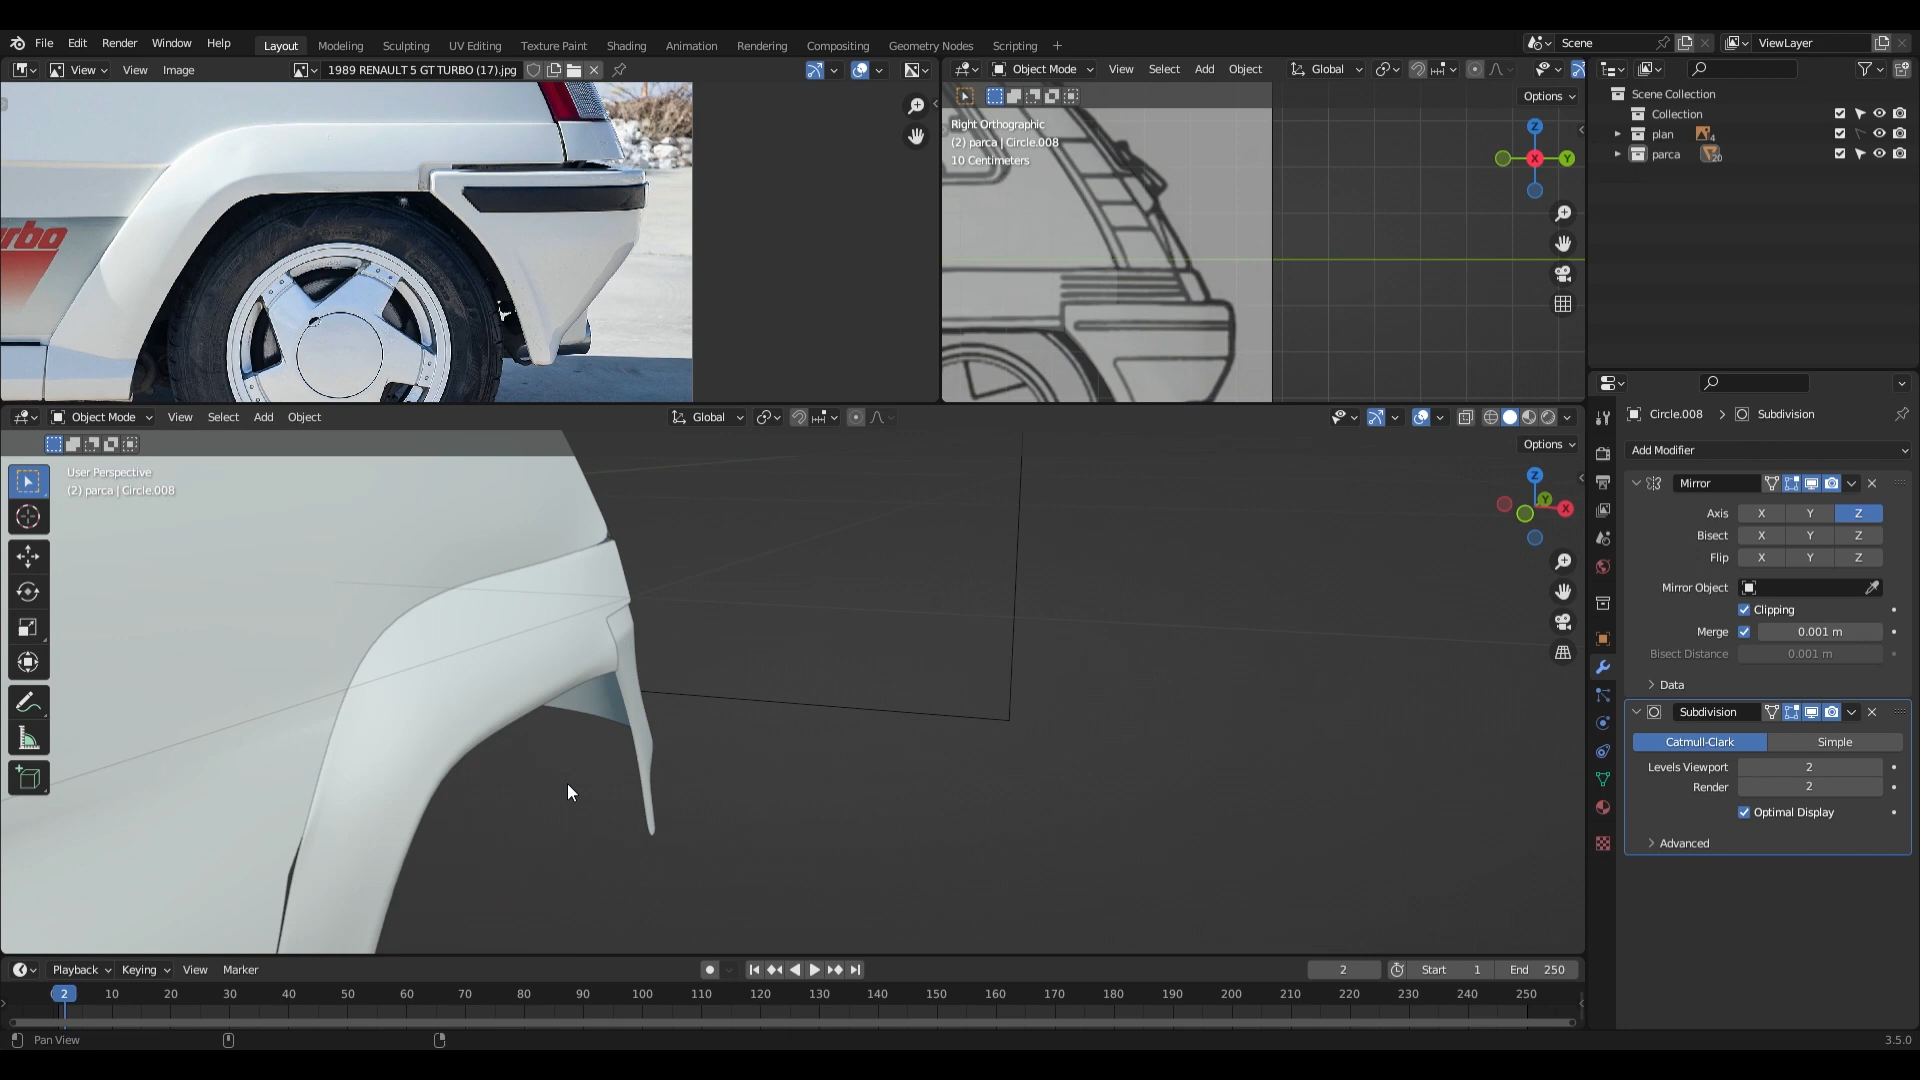 File Edit Render Window Help Layout Modeling Sculpting UV Editing Texture Paint Shading Animation Rendering Compositing Geometry Nodes Scripting + Scene ViewLayer
View View Image 1989 RENAULT 5 GT TURBO (17).jpg
Object Mode View Select Add Object Global
Options
Right Orthographic
(2) parca | Circle.008
10 Centimeters
Z
X
Y
Scene Collection
Collection
plan 4
parca 20
Object Mode View Select Add Object Global
Options
User Perspective
(2) parca | Circle.008
Z
Y
X
Circle.008 > Subdivision
Add Modifier
Mirror
Axis X Y Z
Bisect X Y Z
Flip X Y Z
Mirror Object
Clipping
Merge 0.001 m
Bisect Distance 0.001 m
Data
Subdivision
Catmull-Clark Simple
Levels Viewport 2
Render 2
Optimal Display
Advanced
Playback Keying View Marker 2 Start 1 End 250
2 10 20 30 40 50 60 70 80 90 100 110 120 130 140 150 160 170 180 190 200 210 220 230 240 250
Pan View 3.5.0